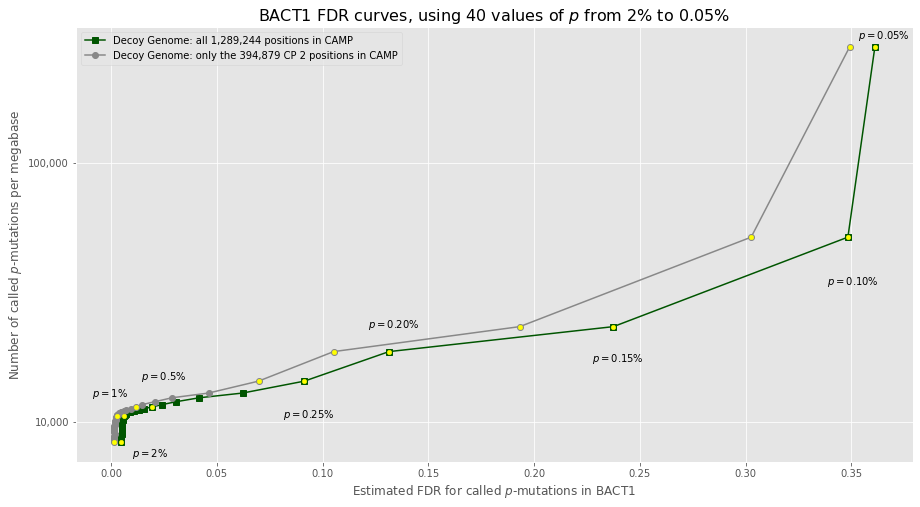 BACT1 FDR curves, using 40 values of p from 2% to 0.05%
Decoy Genome: all 1,289,244 positions in CAMP
Decoy Genome: only the 394,879 CP 2 positions in CAMP
p = 0.05%
100,000
Number of called p-mutations per megabase
p = 0.10%
p = 0.20%
p = 0.15%
p = 0.5%
p = 1%
p = 0.25%
10,000
p = 2%
0.00 0.05 0.10 0.15 0.20 0.25 0.30 0.35
Estimated FDR for called p-mutations in BACT1